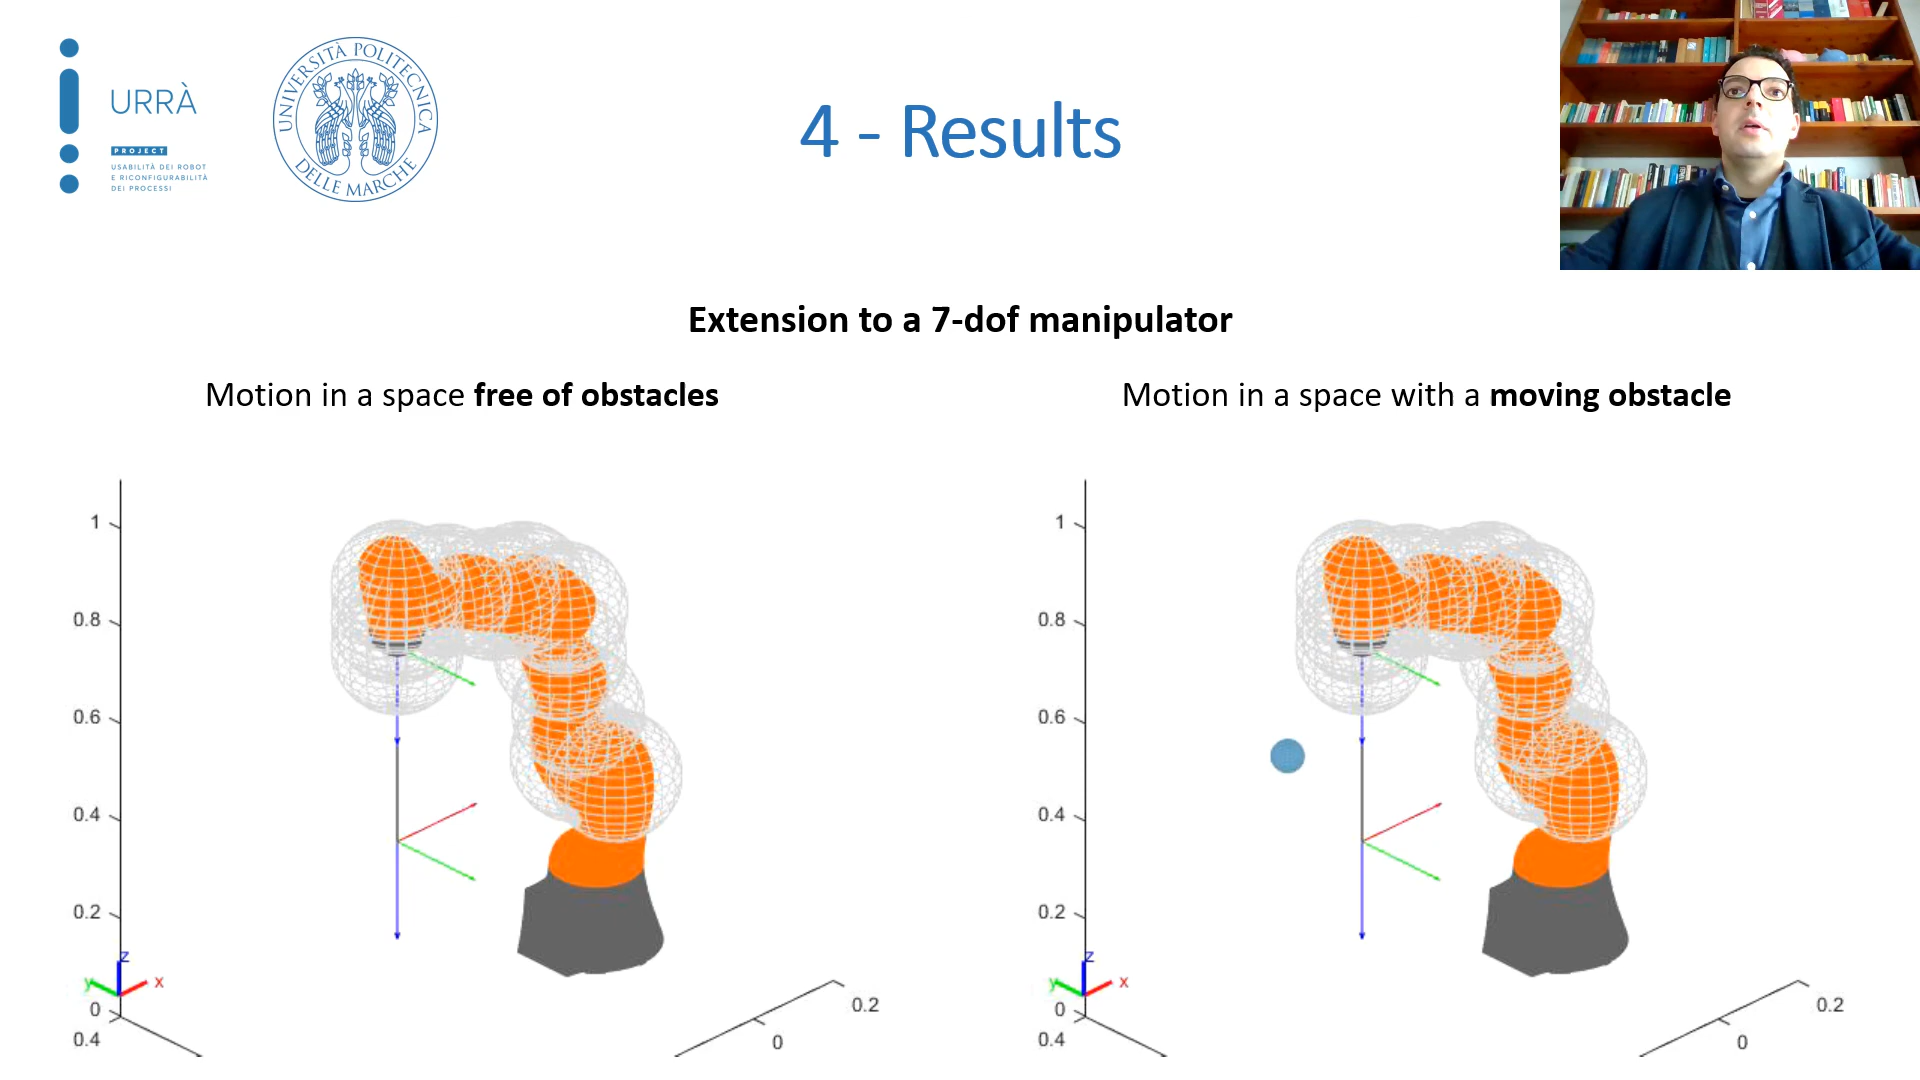 URRÀ
PROJECT
USABILITÀ DEI ROBOT
E RICONFIGURABILITÀ
DEI PROCESSI
UNIVERSITÀ POLITECNICA
DELLE MARCHE
4 - Results
Extension to a 7-dof manipulator
Motion in a space free of obstacles
Motion in a space with a moving obstacle
1
0.8
0.6
0.4
0.2
0
0.4
z
y
x
0
0.2
1
0.8
0.6
0.4
0.2
0
0.4
z
y
x
0
0.2